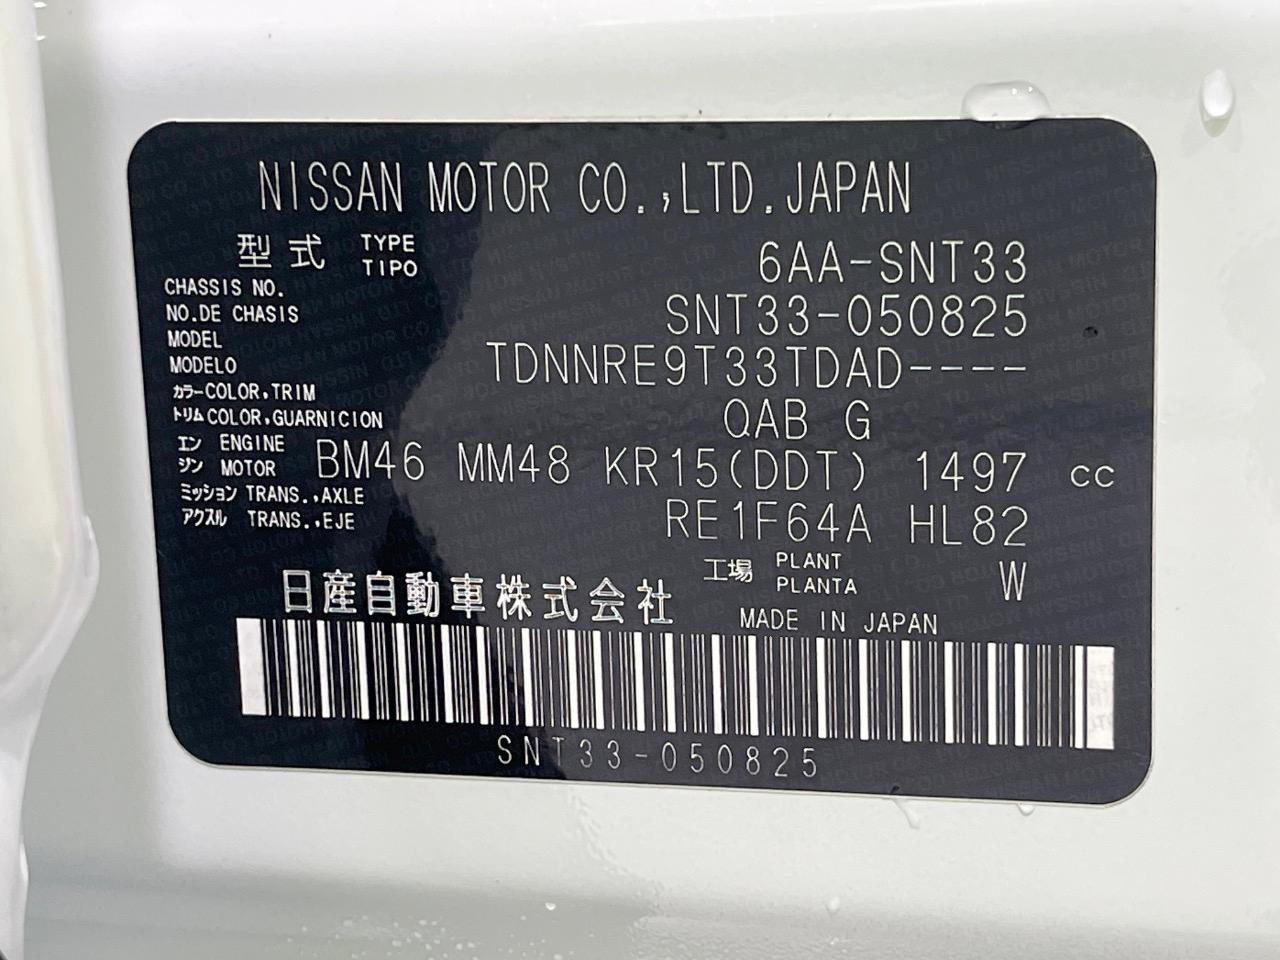 NISSAN MOTOR CO.,LTD.JAPAN
型式 TYPE TIPO 6AA-SNT33
CHASSIS NO.
NO.DE CHASIS SNT33-050825
MODEL
MODELO TDNNRE9T33TDAD----
カラー COLOR,TRIM
トリム COLOR,GUARNICION QAB G
エンジン ENGINE MOTOR BM46 MM48 KR15(DDT) 1497 cc
ミッション TRANS.,AXLE
アクスル TRANS.,EJE RE1F64A HL82
工場 PLANT PLANTA W
日産自動車株式会社
MADE IN JAPAN
SNT33-050825